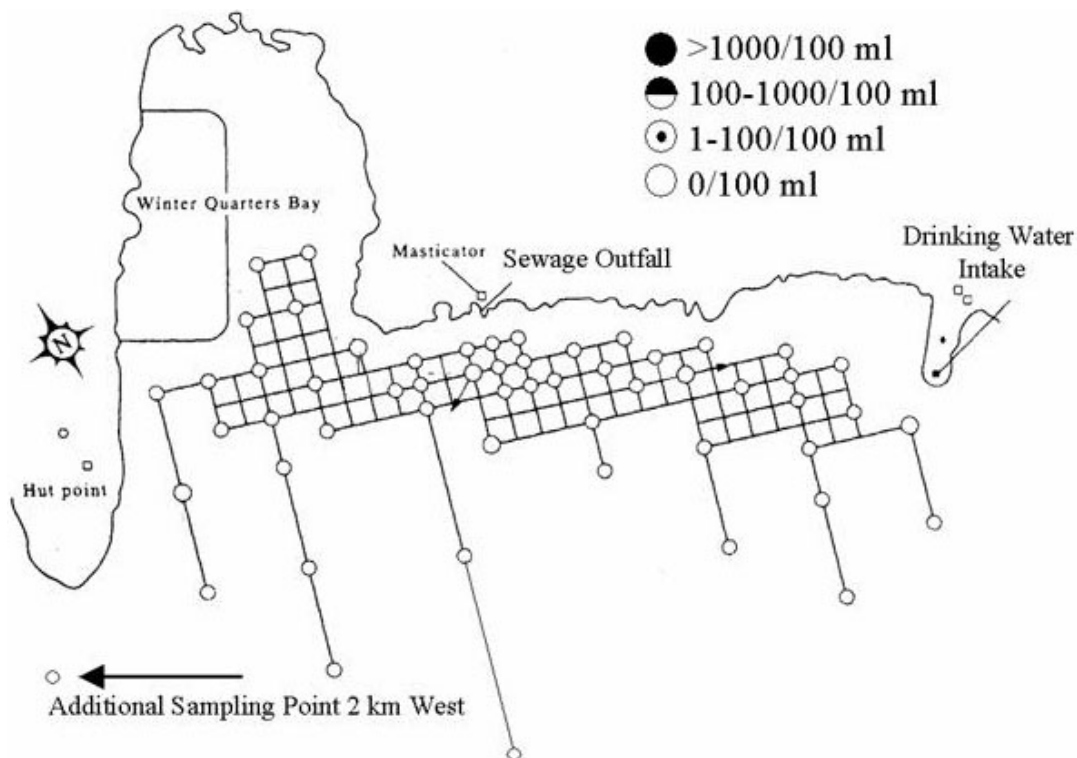 >1000/100 ml
100-1000/100 ml
1-100/100 ml
0/100 ml
Winter Quarters Bay
Masticator
Sewage Outfall
Drinking Water
Intake
N
Hut point
Additional Sampling Point 2 km West